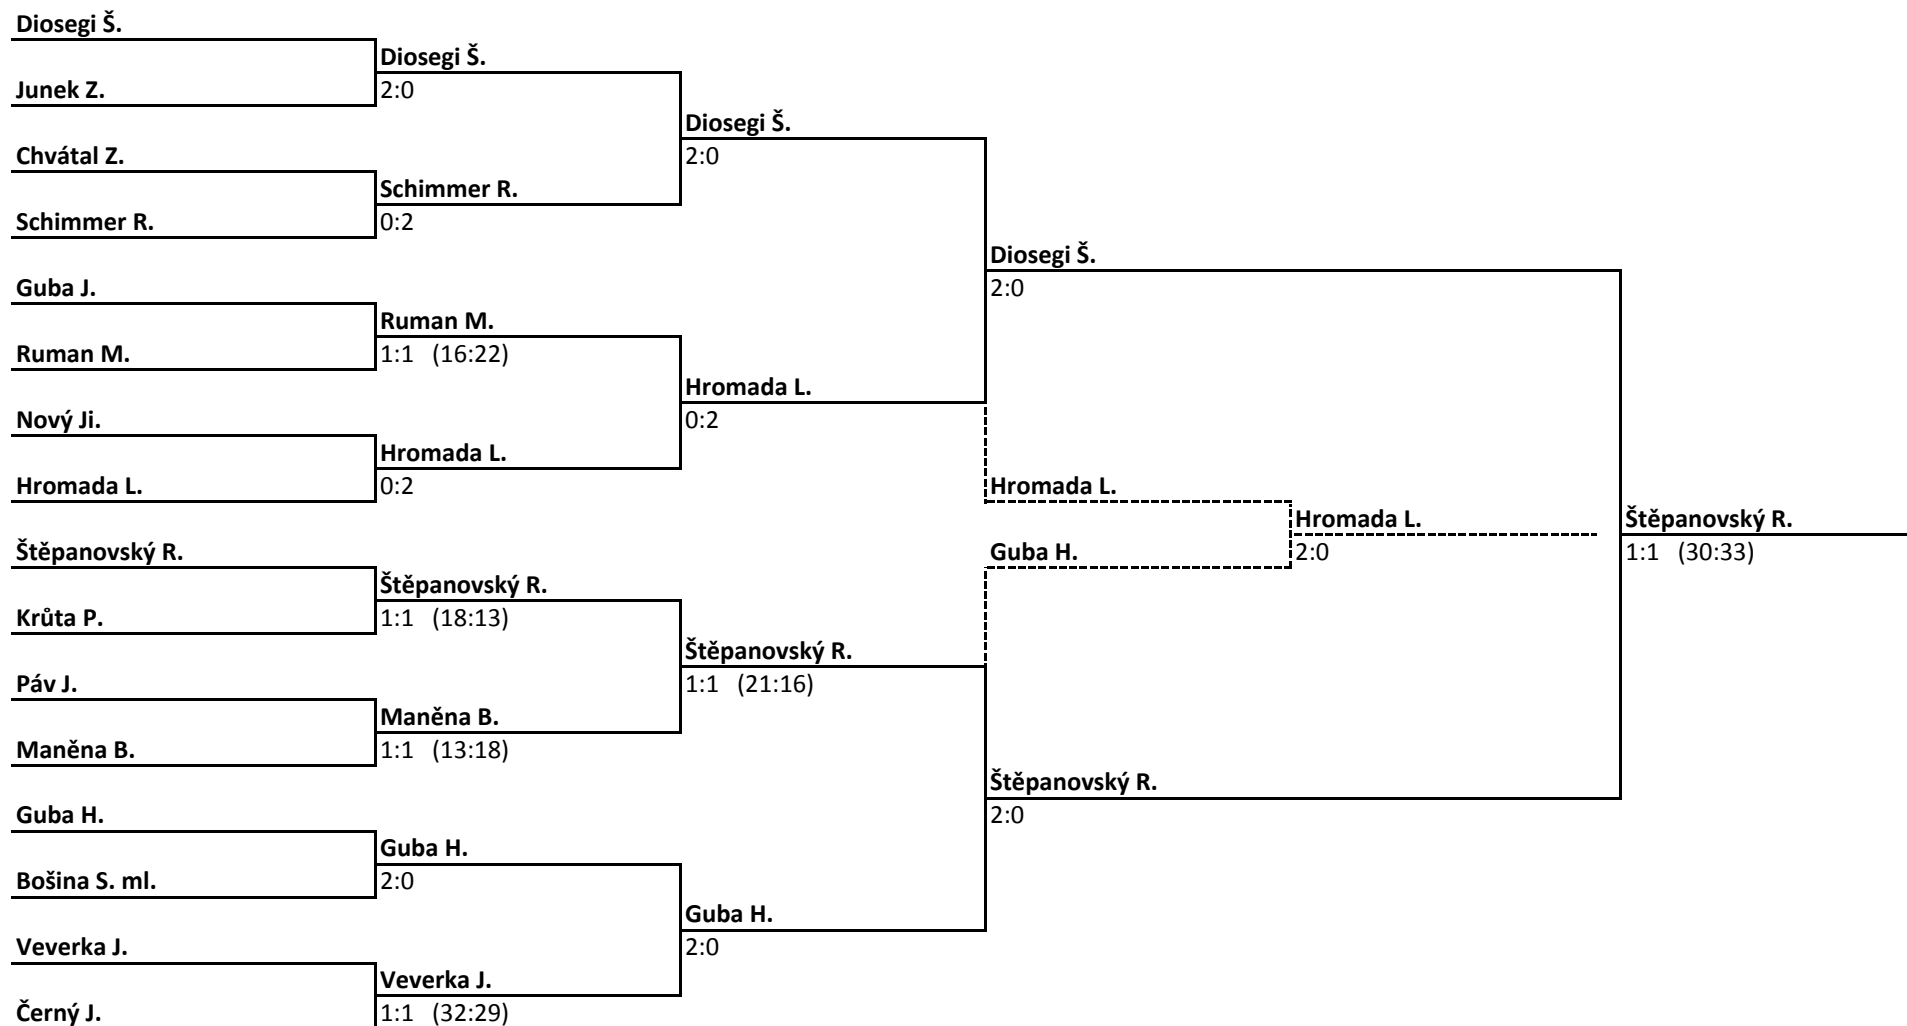 Diosegi Š.
Diosegi Š.
Junek Z.
2:0
Diosegi Š.
Chvátal Z.
2:0
Schimmer R.
Schimmer R.
0:2
Diosegi Š.
Guba J.
2:0
Ruman M.
Ruman M.
1:1 (16:22)
Hromada L.
Nový Ji.
0:2
Hromada L.
Hromada L.
0:2
Hromada L.
Hromada L.
Štěpanovský R.
Štěpanovský R.
Guba H.
2:0
1:1 (30:33)
Štěpanovský R.
Krůta P.
1:1 (18:13)
Štěpanovský R.
Páv J.
1:1 (21:16)
Maněna B.
Maněna B.
1:1 (13:18)
Štěpanovský R.
Guba H.
2:0
Guba H.
Bošina S. ml.
2:0
Guba H.
Veverka J.
2:0
Veverka J.
Černý J.
1:1 (32:29)